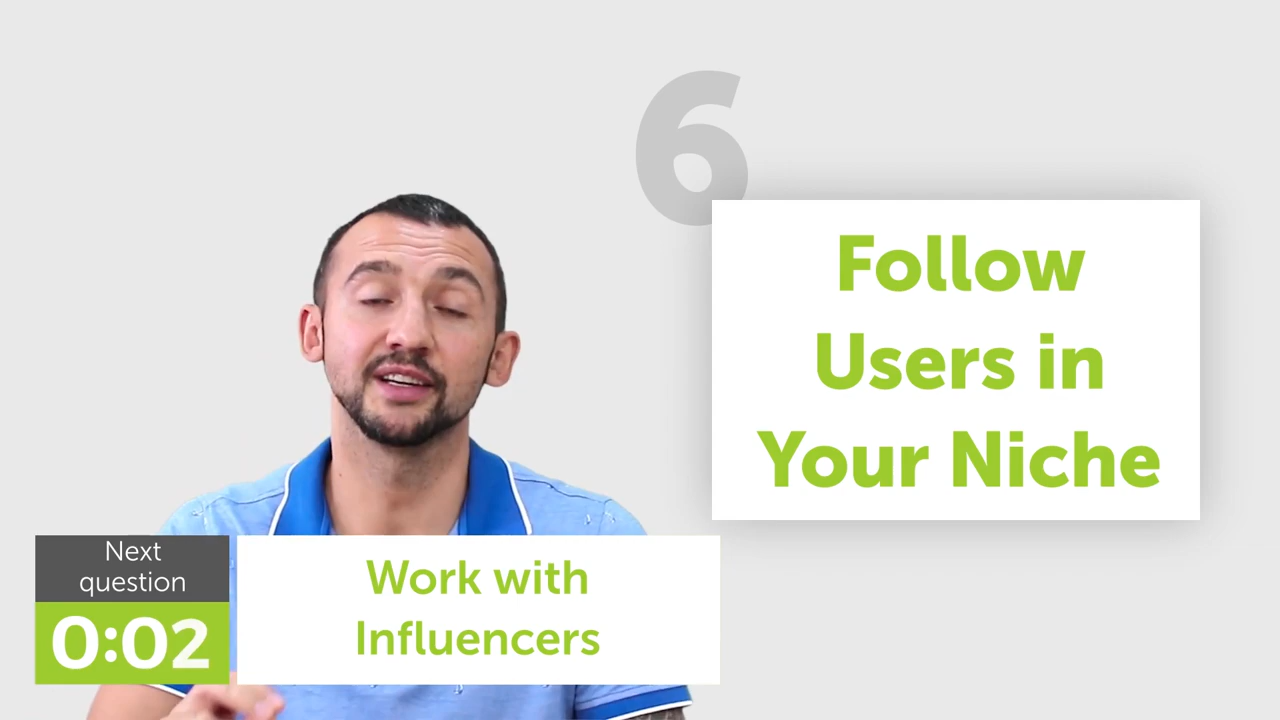 6
Follow
Users in
Your Niche
Next
question
0:02
Work with
Influencers